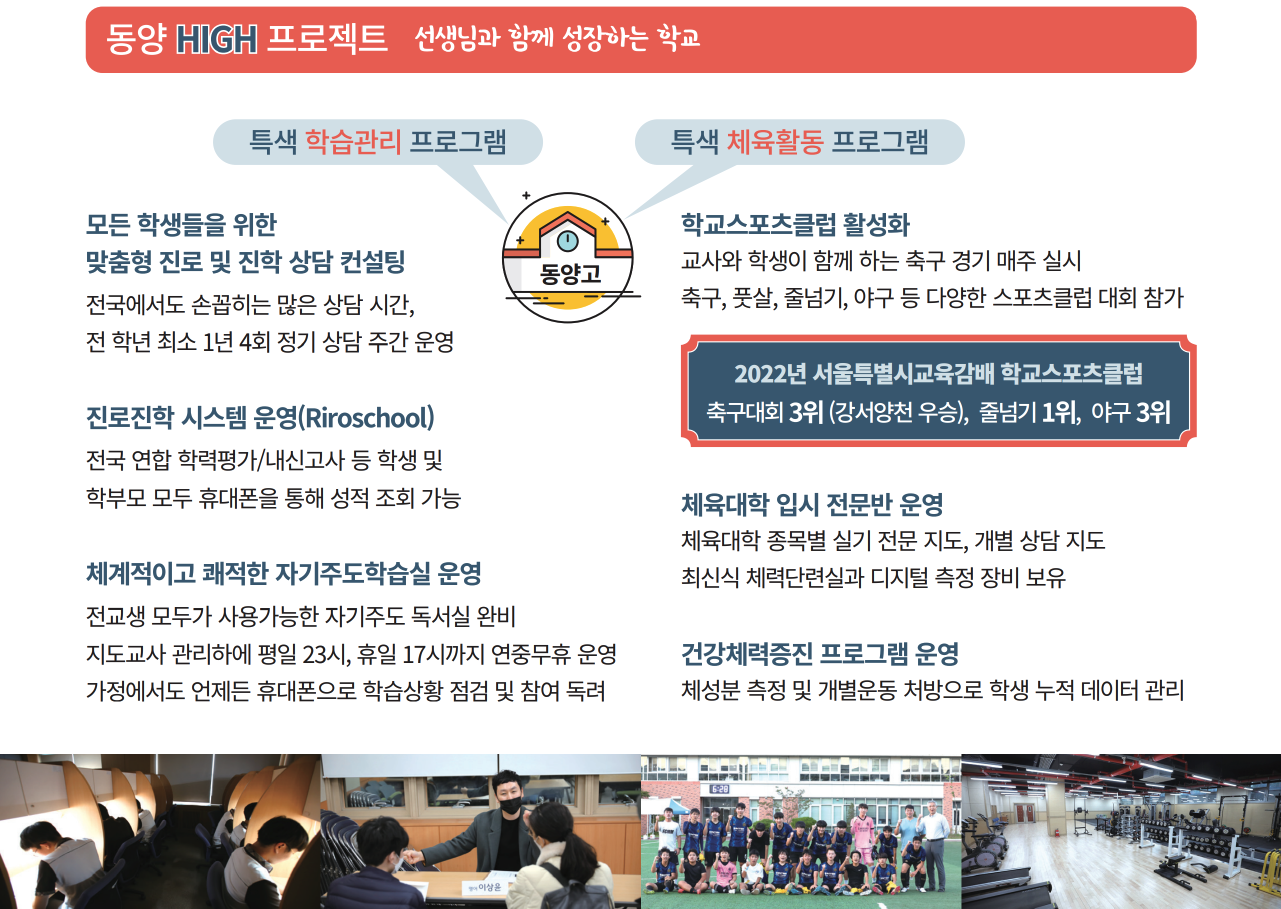 동양 HIGH 프로젝트 선생님과 함께 성장하는 학교
특색 학습관리 프로그램
모든 학생들을 위한
맞춤형 진로 및 진학 상담 컨설팅
전국에서도 손꼽히는 많은 상담 시간,
전 학년 최소 1년 4회 정기 상담 주간 운영
진로진학 시스템 운영(Riroschool)
전국 연합 학력평가/내신고사 등 학생 및
학부모 모두 휴대폰을 통해 성적 조회 가능
체계적이고 쾌적한 자기주도학습실 운영
전교생 모두가 사용가능한 자기주도 독서실 완비
지도교사 관리하에 평일 23시, 휴일 17시까지 연중무휴 운영
가정에서도 언제든 휴대폰으로 학습상황 점검 및 참여 독려
동양고
특색 체육활동 프로그램
학교스포츠클럽 활성화
교사와 학생이 함께 하는 축구 경기 매주 실시
축구, 풋살, 줄넘기, 야구 등 다양한 스포츠클럽 대회 참가
2022년 서울특별시교육감배 학교스포츠클럽
축구대회 3위 (강서양천 우승), 줄넘기 1위, 야구 3위
체육대학 입시 전문반 운영
체육대학 종목별 실기 전문 지도, 개별 상담 지도
최신식 체력단련실과 디지털 측정 장비 보유
건강체력증진 프로그램 운영
체성분 측정 및 개별운동 처방으로 학생 누적 데이터 관리
이상윤
6:28